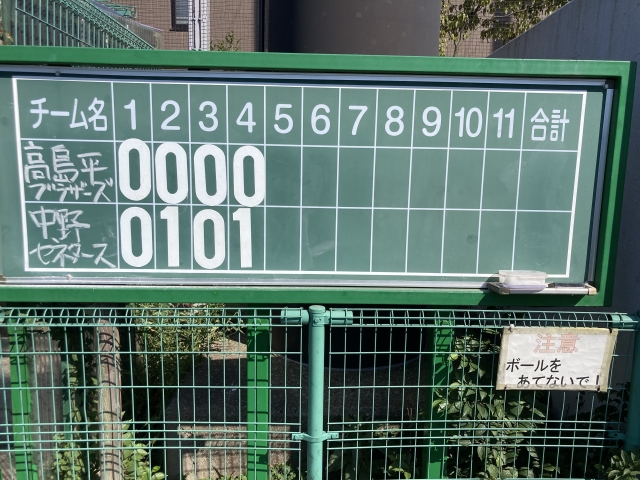 チーム名 1 2 3 4 5 6 7 8 9 10 11 合計
高島平
ブラザーズ 0 0 0 0
中野
セネタース 0 1 0 1
注意
ボールを
あてないで!